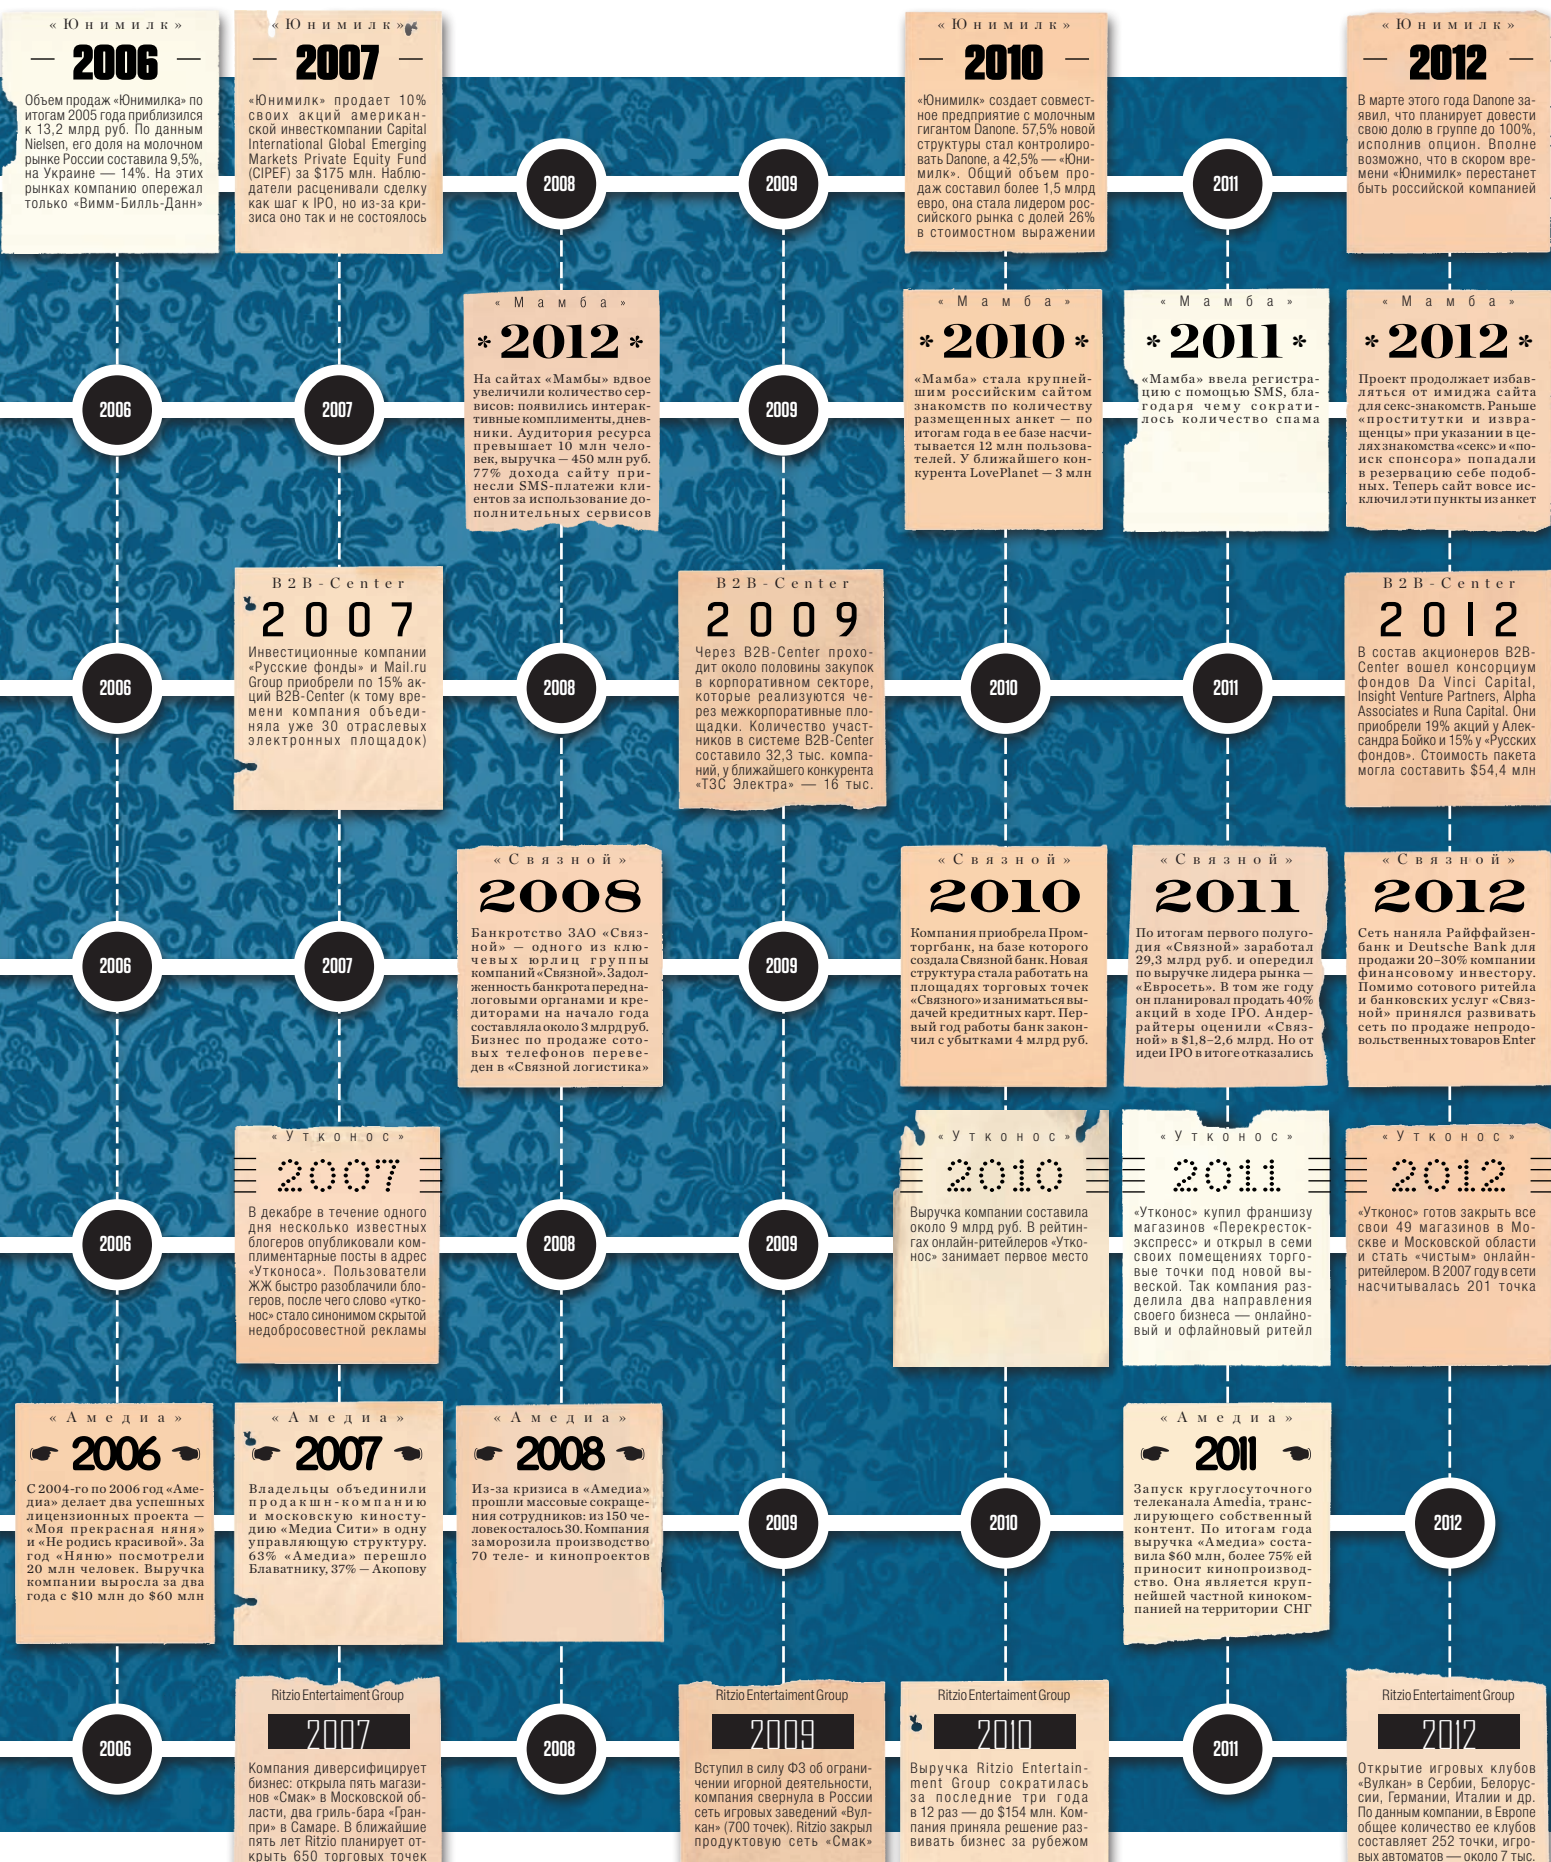 «Юнимилк»
2006
Объем продаж «Юнимилка» по
итогам 2005 года приблизился
к 13,2 млрд руб. По данным
Nielsen, его доля на молочном
рынке России составила 9,5%,
на Украине — 14%. На этих
рынках компанию опережал
только «Вимм-Билль-Данн»
«Юнимилк»
2007
«Юнимилк» продает 10%
своих акций американ-
ской инвесткомпании Capital
International Global Emerging
Markets Private Equity Fund
(CIPEF) за $175 млн. Наблю-
датели расценивали сделку
как шаг к IPO, но из-за кри-
зиса оно так и не состоялось
2008
2009
«Юнимилк»
2010
«Юнимилк» создает совмест-
ное предприятие с молочным
гигантом Danone. 57,5% новой
структуры стал контролиро-
вать Danone, а 42,5% — «Юни-
милк». Общий объем про-
даж составил более 1,5 млрд
евро, она стала лидером рос-
сийского рынка с долей 26%
в стоимостном выражении
2011
«Юнимилк»
2012
В марте этого года Danone за-
явил, что планирует довести
свою долю в группе до 100%,
исполнив опцион. Вполне
возможно, что в скором вре-
мени «Юнимилк» перестанет
быть российской компанией
2006
2007
«Мамба»
* 2012 *
На сайтах «Мамбы» вдвое
увеличили количество сер-
висов: появились интерак-
тивные комплименты, днев-
ники. Аудитория ресурса
превышает 10 млн чело-
век, выручка — 450 млн руб.
77% дохода сайту при-
несли SMS-платежи кли-
ентов за использование до-
полнительных сервисов
2009
«Мамба»
* 2010 *
«Мамба» стала крупней-
шим российским сайтом
знакомств по количеству
размещенных анкет — по
итогам года в ее базе насчи-
тывается 12 млн пользова-
телей. У ближайшего кон-
курента LovePlanet — 3 млн
«Мамба»
* 2011 *
«Мамба» ввела регистра-
цию с помощью SMS, бла-
годаря чему сократи-
лось количество спама
«Мамба»
* 2012 *
Проект продолжает избав-
ляться от имиджа сайта
для секс-знакомств. Раньше
«проститутки и извра-
щенцы» при указании в це-
лях знакомства «секс» и «по-
иск спонсора» попадали
в резервацию себе подоб-
ных. Теперь сайт вовсе ис-
ключил эти пункты из анкет
2006
B2B-Center
2007
Инвестиционные компании
«Русские фонды» и Mail.ru
Group приобрели по 15% ак-
ций B2B-Center (к тому вре-
мени компания объеди-
няла уже 30 отраслевых
электронных площадок)
2008
B2B-Center
2009
Через B2B-Center прохо-
дит около половины закупок
в корпоративном секторе,
которые реализуются че-
рез межкорпоративные пло-
щадки. Количество участ-
ников в системе B2B-Center
составило 32,3 тыс. компа-
ний, у ближайшего конкурента
«ТЗС Электра» — 16 тыс.
2010
2011
B2B-Center
2012
В состав акционеров B2B-
Center вошел консорциум
фондов Da Vinci Capital,
Insight Venture Partners, Alpha
Associates и Runa Capital. Они
приобрели 19% акций у Алек-
сандра Бойко и 15% у «Русских
фондов». Стоимость пакета
могла составить $54,4 млн
2006
2007
«Связной»
2008
Банкротство ЗАО «Связ-
ной» — одного из клю-
чевых юрлиц группы
компаний «Связной». Задол-
женность банкрота перед на-
логовыми органами и кре-
диторами на начало года
составляла около 3 млрд руб.
Бизнес по продаже сото-
вых телефонов переве-
ден в «Связной логистика»
2009
«Связной»
2010
Компания приобрела Пром-
торгбанк, на базе которого
создала Связной банк. Новая
структура стала работать на
площадях торговых точек
«Связного» и заниматься вы-
дачей кредитных карт. Пер-
вый год работы банк закон-
чил с убытками 4 млрд руб.
«Связной»
2011
По итогам первого полуго-
дия «Связной» заработал
29,3 млрд руб. и опередил
по выручке лидера рынка —
«Евросеть». В том же году
он планировал продать 40%
акций в ходе IPO. Андер-
райтеры оценили «Связ-
ной» в $1,8–2,6 млрд. Но от
идеи IPO в итоге отказались
«Связной»
2012
Сеть наняла Райффайзен-
банк и Deutsche Bank для
продажи 20–30% компании
финансовому инвестору.
Помимо сотового ритейла
и банковских услуг «Связ-
ной» принялся развивать
сеть по продаже непродо-
вольственных товаров Enter
2006
«Утконос»
2007
В декабре в течение одного
дня несколько известных
блогеров опубликовали ком-
плиментарные посты в адрес
«Утконоса». Пользователи
ЖЖ быстро разоблачили бло-
геров, после чего слово «утко-
нос» стало синонимом скрытой
недобросовестной рекламы
2008
2009
«Утконос»
2010
Выручка компании составила
около 9 млрд руб. В рейтин-
гах онлайн-ритейлеров «Утко-
нос» занимает первое место
«Утконос»
2011
«Утконос» купил франшизу
магазинов «Перекресток-
экспресс» и открыл в семи
своих помещениях торго-
вые точки под новой вы-
веской. Так компания раз-
делила два направления
своего бизнеса — онлайно-
вый и офлайновый ритейл
«Утконос»
2012
«Утконос» готов закрыть все
свои 49 магазинов в Мо-
скве и Московской области
и стать «чистым» онлайн-
ритейлером. В 2007 году в сети
насчитывалась 201 точка
«Амедиа»
2006
С 2004-го по 2006 год «Аме-
диа» делает два успешных
лицензионных проекта —
«Моя прекрасная няня»
и «Не родись красивой». За
год «Няню» посмотрели
20 млн человек. Выручка
компании выросла за два
года с $10 млн до $60 млн
«Амедиа»
2007
Владельцы объединили
продакшн-компанию
и московскую киносту-
дию «Медиа Сити» в одну
управляющую структуру.
63% «Амедиа» перешло
Блаватнику, 37% — Акопову
«Амедиа»
2008
Из-за кризиса в «Амедиа»
прошли массовые сокраще-
ния сотрудников: из 150 че-
ловек осталось 30. Компания
заморозила производство
70 теле- и кинопроектов
2009
2010
«Амедиа»
2011
Запуск круглосуточного
телеканала Amedia, транс-
лирующего собственный
контент. По итогам года
выручка «Амедиа» соста-
вила $60 млн, более 75% ей
приносит кинопроизвод-
ство. Она является круп-
нейшей частной киноком-
панией на территории СНГ
2012
2006
Ritzio Entertaiment Group
2007
Компания диверсифицирует
бизнес: открыла пять магази-
нов «Смак» в Московской об-
ласти, два гриль-бара «Гран-
при» в Самаре. В ближайшие
пять лет Ritzio планирует от-
крыть 650 торговых точек
2008
Ritzio Entertaiment Group
2009
Вступил в силу ФЗ об ограни-
чении игорной деятельности,
компания свернула в России
сеть игровых заведений «Вул-
кан» (700 точек). Ritzio закрыл
продуктовую сеть «Смак»
Ritzio Entertaiment Group
2010
Выручка Ritzio Entertain-
ment Group сократилась
за последние три года
в 12 раз — до $154 млн. Ком-
пания приняла решение раз-
вивать бизнес за рубежом
2011
Ritzio Entertaiment Group
2012
Открытие игровых клубов
«Вулкан» в Сербии, Белорус-
сии, Германии, Италии и др.
По данным компании, в Европе
общее количество ее клубов
составляет 252 точки, игро-
вых автоматов — около 7 тыс.